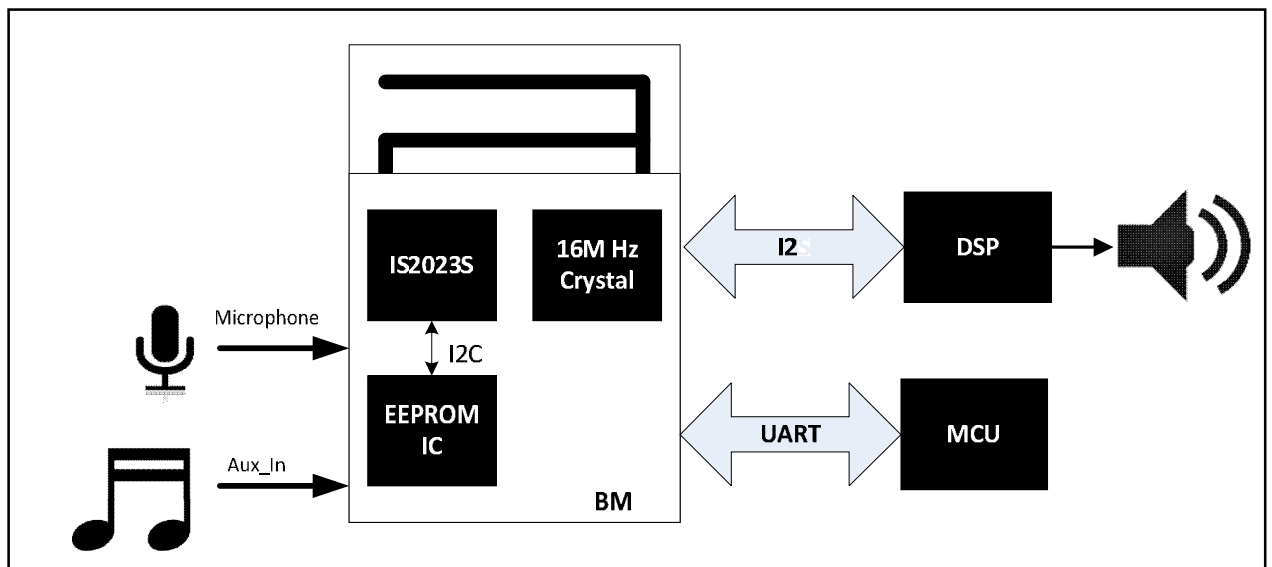 IS2023S
16M Hz
Crystal
I2S
DSP
Microphone
I2C
EEPROM
IC
UART
MCU
Aux_In
BM